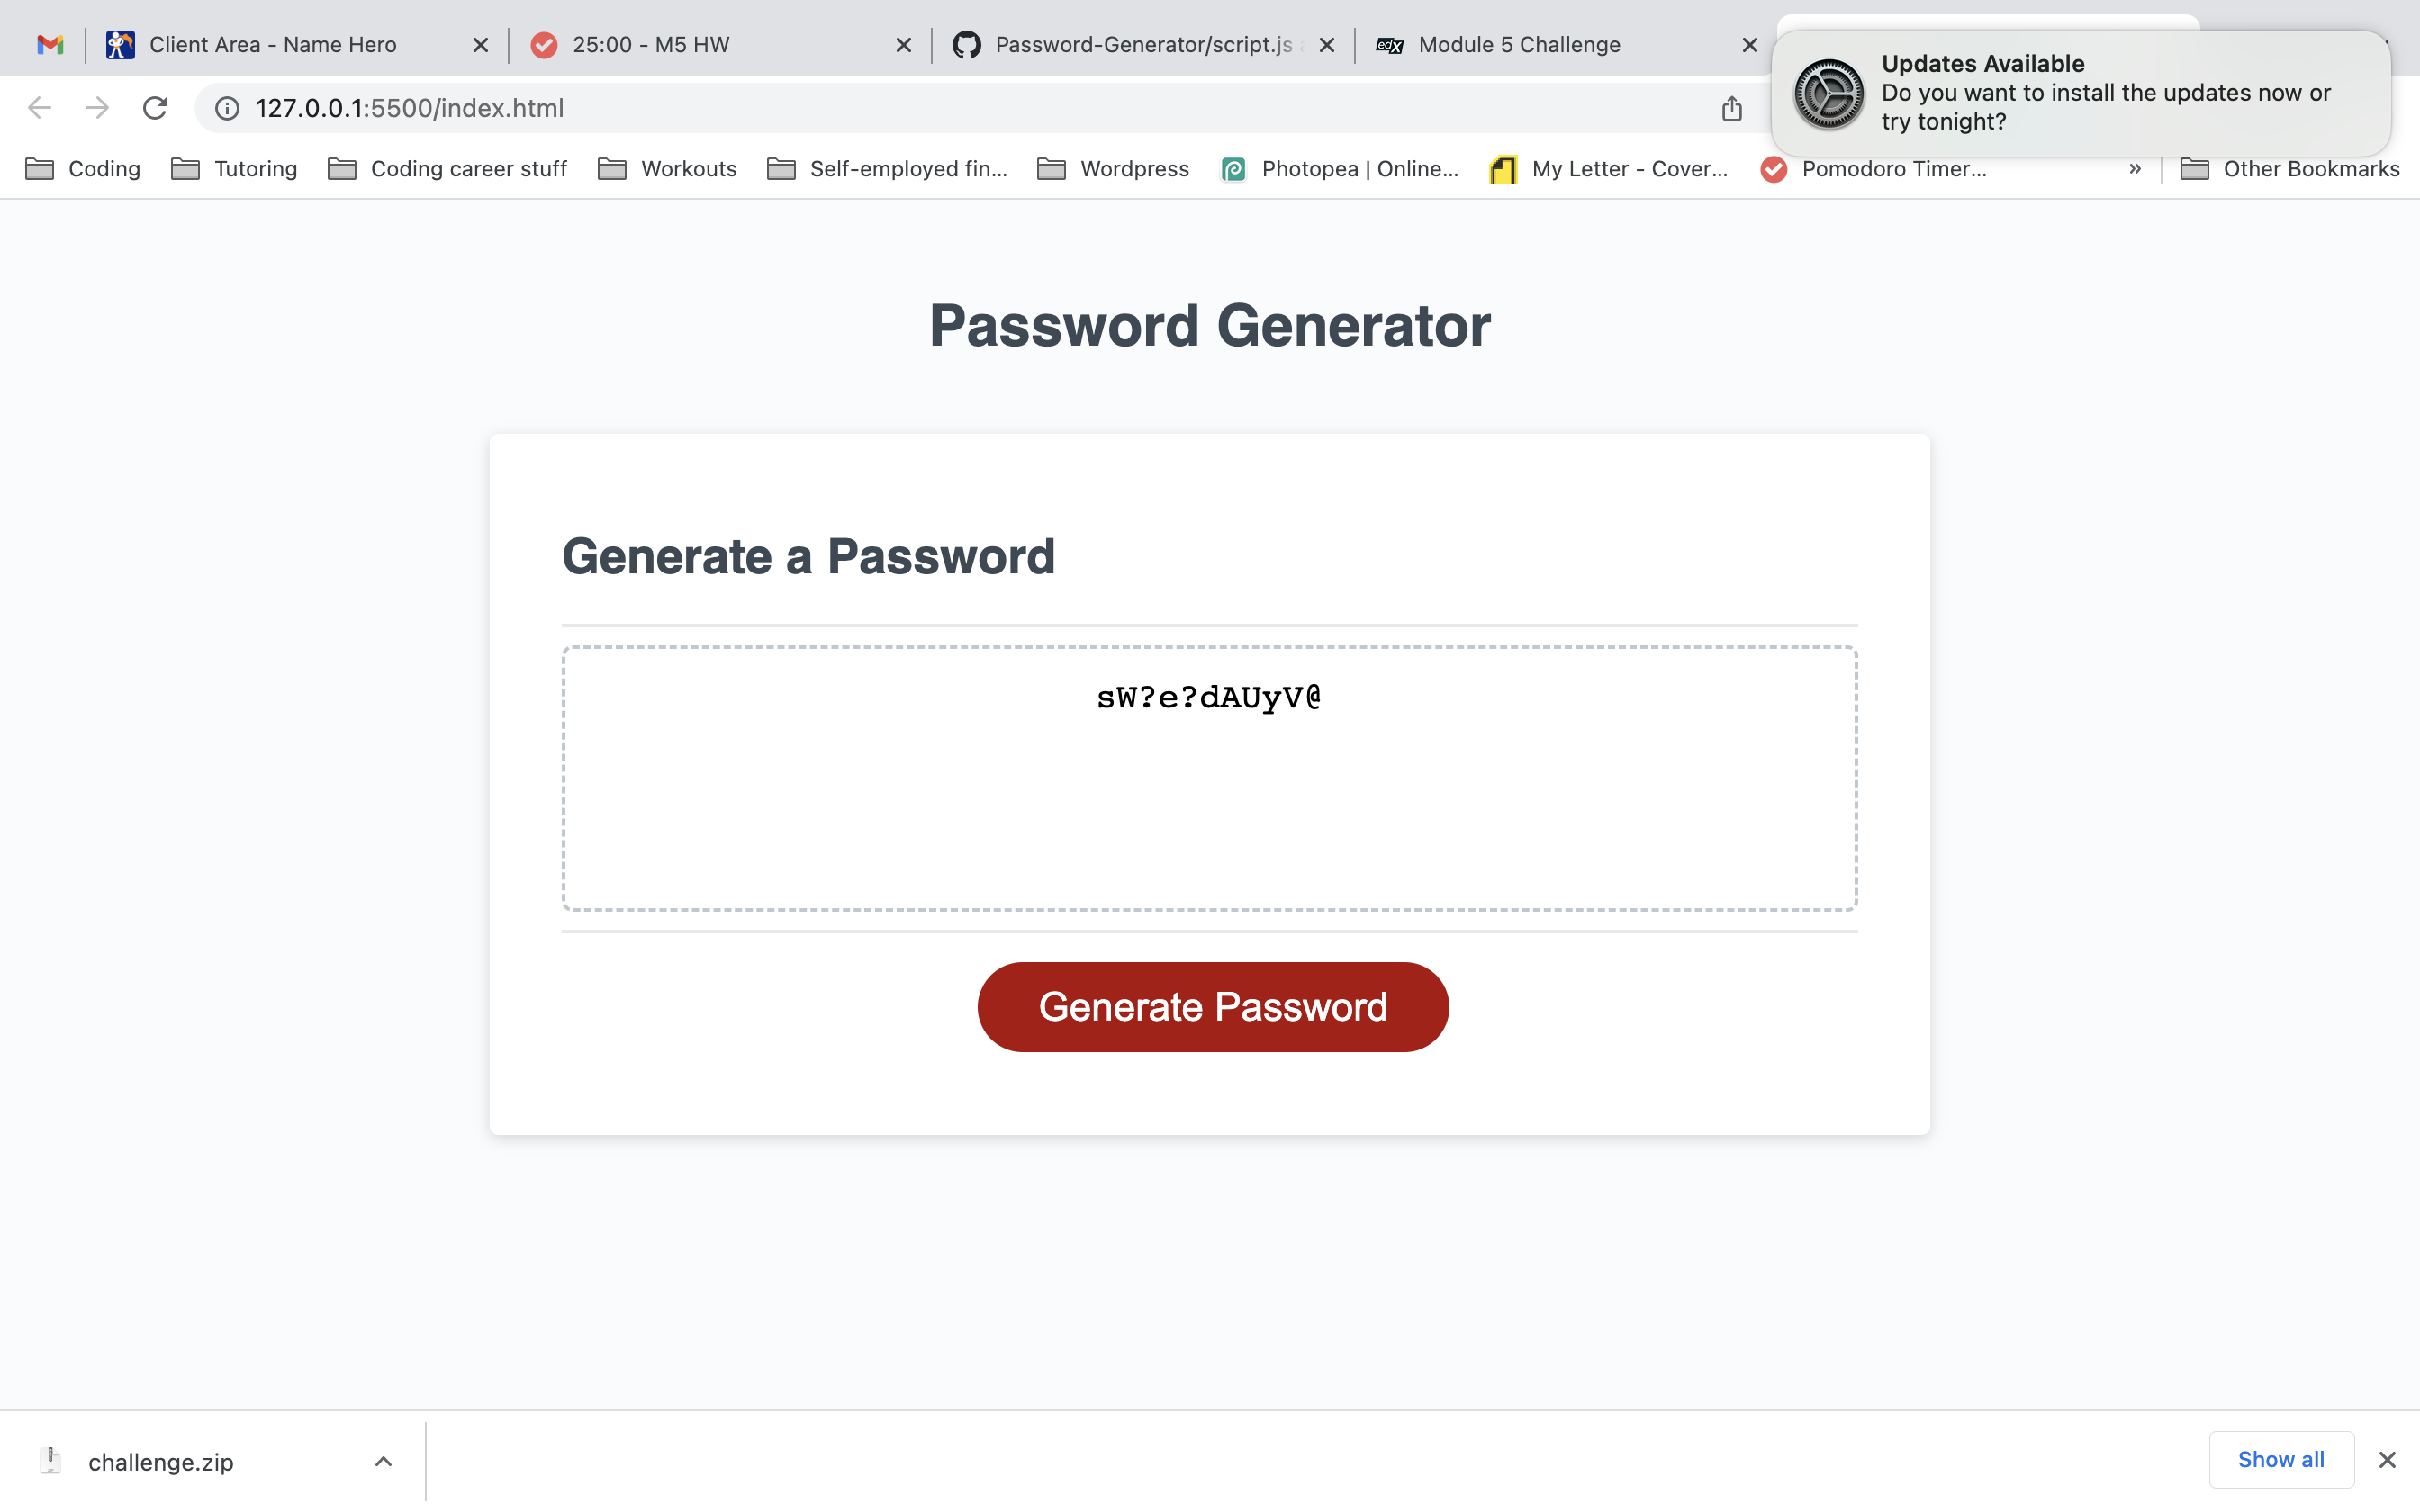 Client Area - Name Hero
25:00 - M5 HW
Password-Generator/script.js
edX
Module 5 Challenge
Updates Available
Do you want to install the updates now or
try tonight?
127.0.0.1:5500/index.html
Coding
Tutoring
Coding career stuff
Workouts
Self-employed fin...
Wordpress
Photopea | Online...
My Letter - Cover...
Pomodoro Timer...
»
Other Bookmarks
Password Generator
Generate a Password
sW?e?dAUyV@
Generate Password
challenge.zip
Show all